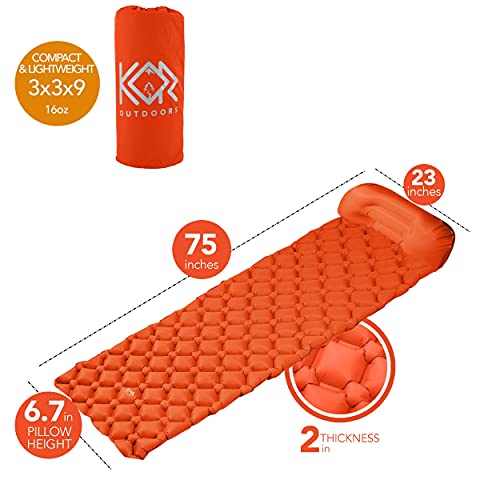 COMPACT
& LIGHTWEIGHT
3x3x9
16oz
KOR
OUTDOORS
23
inches
75
inches
6.7in
PILLOW
HEIGHT
2 THICKNESS
in